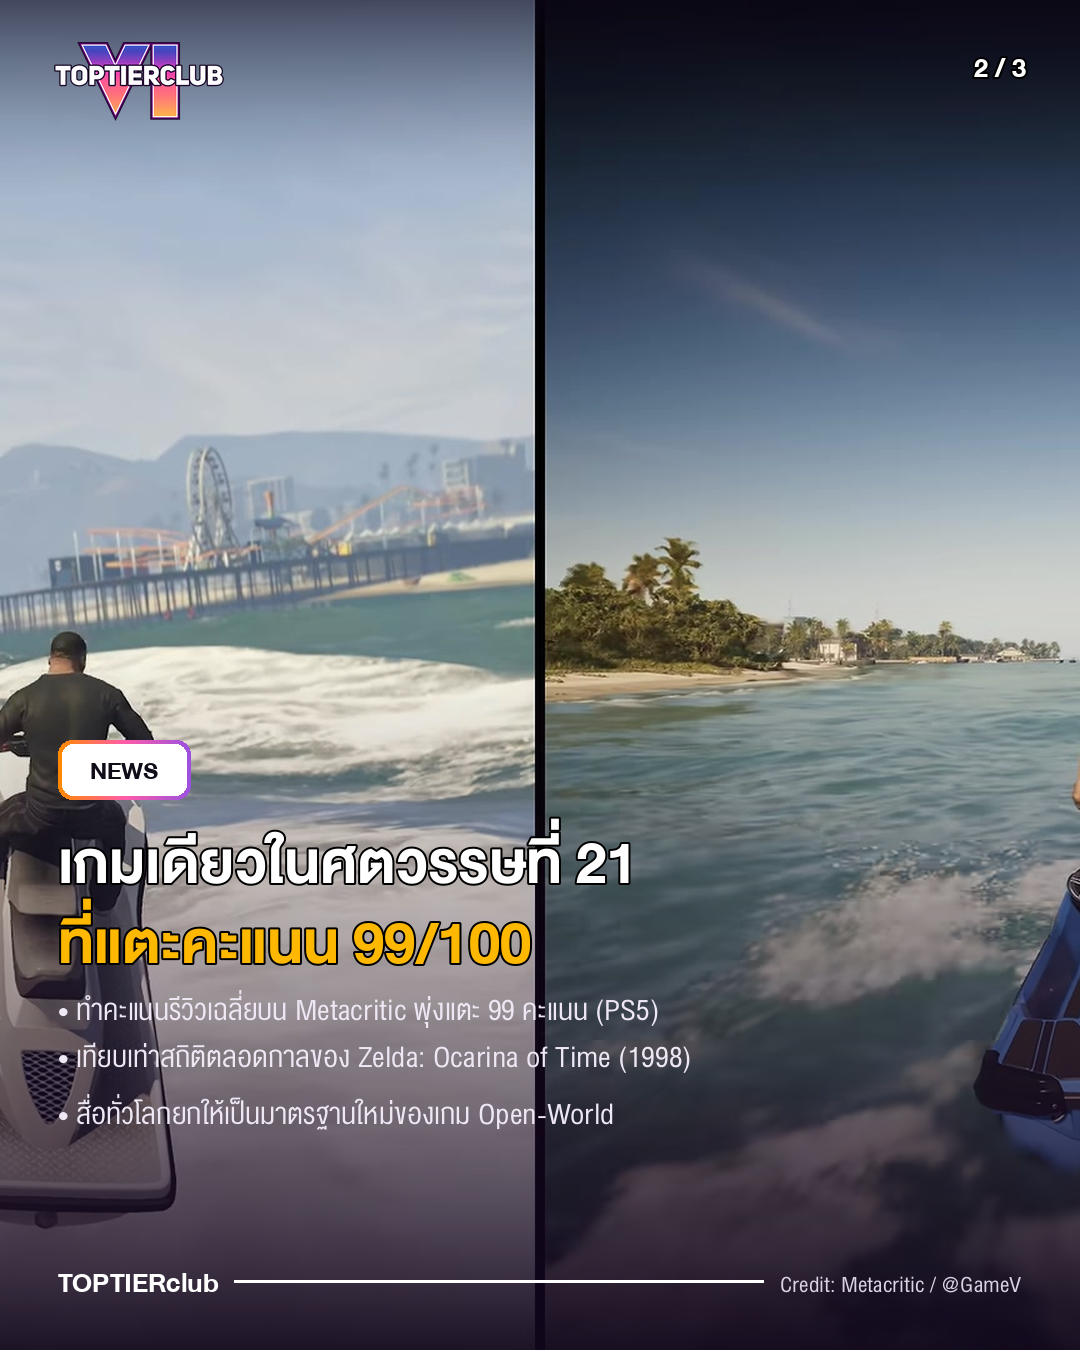 VI
TOPTIERCLUB
2 / 3
NEWS
เกมเดียวในศตวรรษที่ 21
ที่แตะคะแนน 99/100
• ทำคะแนนรีวิวเฉลี่ยบน Metacritic พุ่งแตะ 99 คะแนน (PS5)
• เทียบเท่าสถิติตลอดกาลของ Zelda: Ocarina of Time (1998)
• สื่อทั่วโลกยกให้เป็นมาตรฐานใหม่ของเกม Open-World
TOPTIERclub
Credit: Metacritic / @GameV